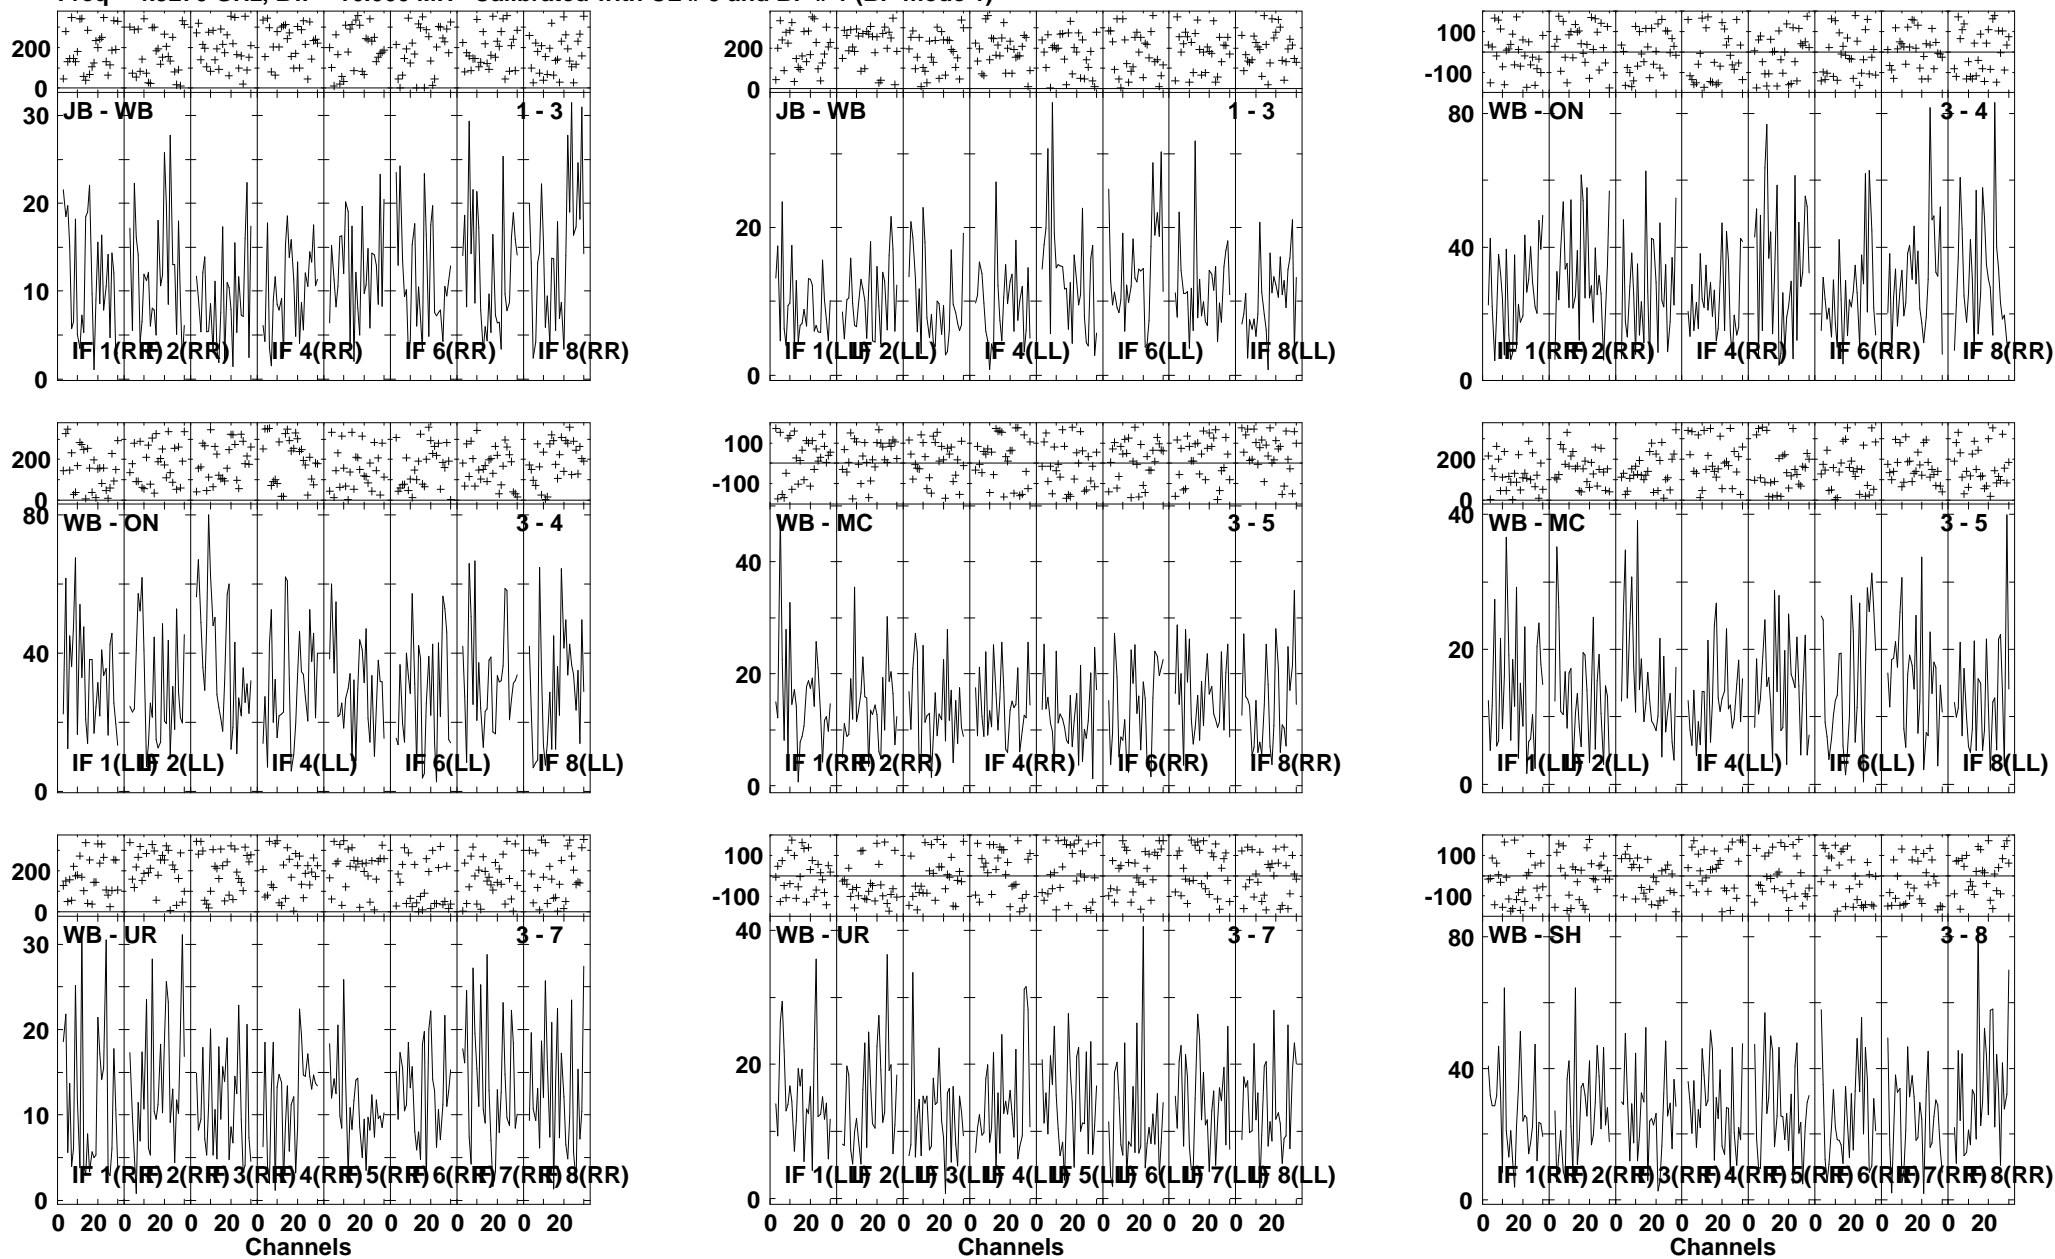 200
0
JB - WB 1 - 3
30
20
10
0
IF 1(RR) IF 2(RR) IF 4(RR) IF 6(RR) IF 8(RR)
200
0
JB - WB 1 - 3
20
0
IF 1(LL) IF 2(LL) IF 4(LL) IF 6(LL) IF 8(LL)
100
-100
WB - ON 3 - 4
80
40
0
IF 1(RR) IF 2(RR) IF 4(RR) IF 6(RR) IF 8(RR)
200
0
WB - ON 3 - 4
80
40
0
IF 1(LL) IF 2(LL) IF 4(LL) IF 6(LL) IF 8(LL)
100
-100
WB - MC 3 - 5
40
20
0
IF 1(RR) IF 2(RR) IF 4(RR) IF 6(RR) IF 8(RR)
200
0
WB - MC 3 - 5
40
20
0
IF 1(LL) IF 2(LL) IF 4(LL) IF 6(LL) IF 8(LL)
200
0
WB - UR 3 - 7
30
20
10
0
IF 1(RR) IF 2(RR) IF 3(RR) IF 4(RR) IF 5(RR) IF 6(RR) IF 7(RR) IF 8(RR)
0 20 0 20 0 20 0 20 0 20 0 20 0 20 0 20
Channels
100
-100
WB - UR 3 - 7
40
20
0
IF 1(LL) IF 2(LL) IF 3(LL) IF 4(LL) IF 5(LL) IF 6(LL) IF 7(LL) IF 8(LL)
0 20 0 20 0 20 0 20 0 20 0 20 0 20 0 20
Channels
100
-100
WB - SH 3 - 8
80
40
0
IF 1(RR) IF 2(RR) IF 3(RR) IF 4(RR) IF 5(RR) IF 6(RR) IF 7(RR) IF 8(RR)
0 20 0 20 0 20 0 20 0 20 0 20 0 20 0 20
Channels